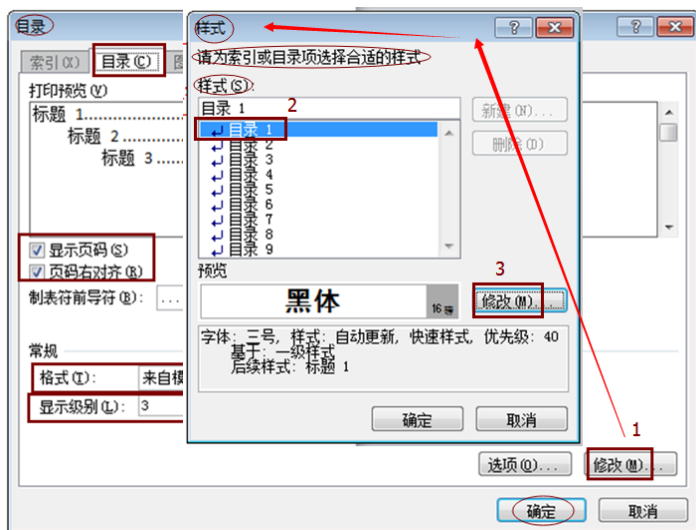 目录
索引(X)
目录(C)
图
打印预览(V)
标题 1
标题 2
标题 3
显示页码(S)
页码右对齐(R)
制表符前导符(B): ...
常规
格式(T): 来自模
显示级别(L): 3
选项(O)...
修改(M)...
1
确定
取消
样式
请为索引或目录项选择合适的样式
样式(S):
目录 1
2
目录 1
目录 2
目录 3
目录 4
目录 5
目录 6
目录 7
目录 8
目录 9
新建(N)...
删除(D)
预览
3
黑体
16 磅
修改(M)...
字体: 三号, 样式: 自动更新, 快速样式, 优先级: 40
基于: 一级样式
后续样式: 标题 1
确定
取消